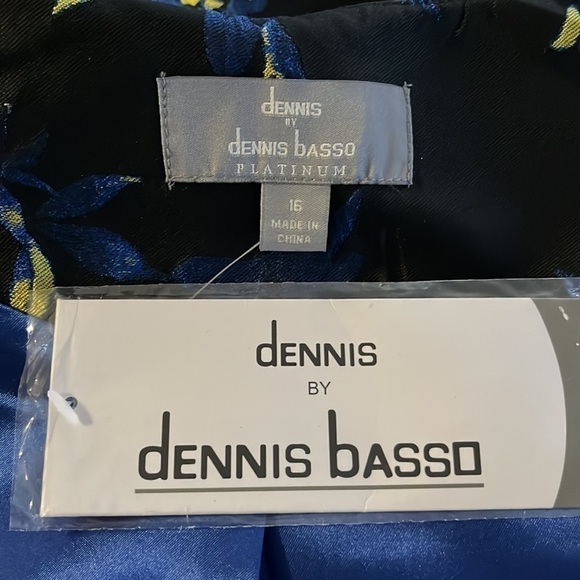 dENNIS
BY
dENNIS bASSO
PLATINUM
16
MADE IN
CHINA
dENNIS
BY
dENNIS bASSO